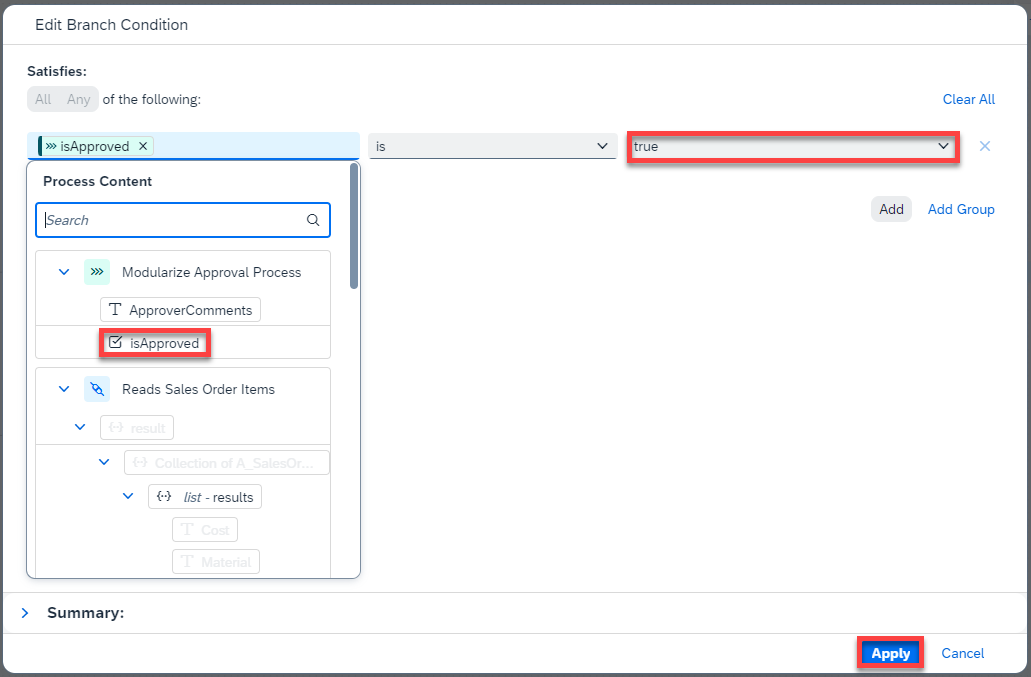 Edit Branch Condition
Satisfies:
All Any of the following:
Clear All
isApproved is true
Process Content
Search
Add Add Group
Modularize Approval Process
ApproverComments
isApproved
Reads Sales Order Items
result
Collection of A_SalesOr...
list - results
Cost
Material
Summary:
Apply Cancel